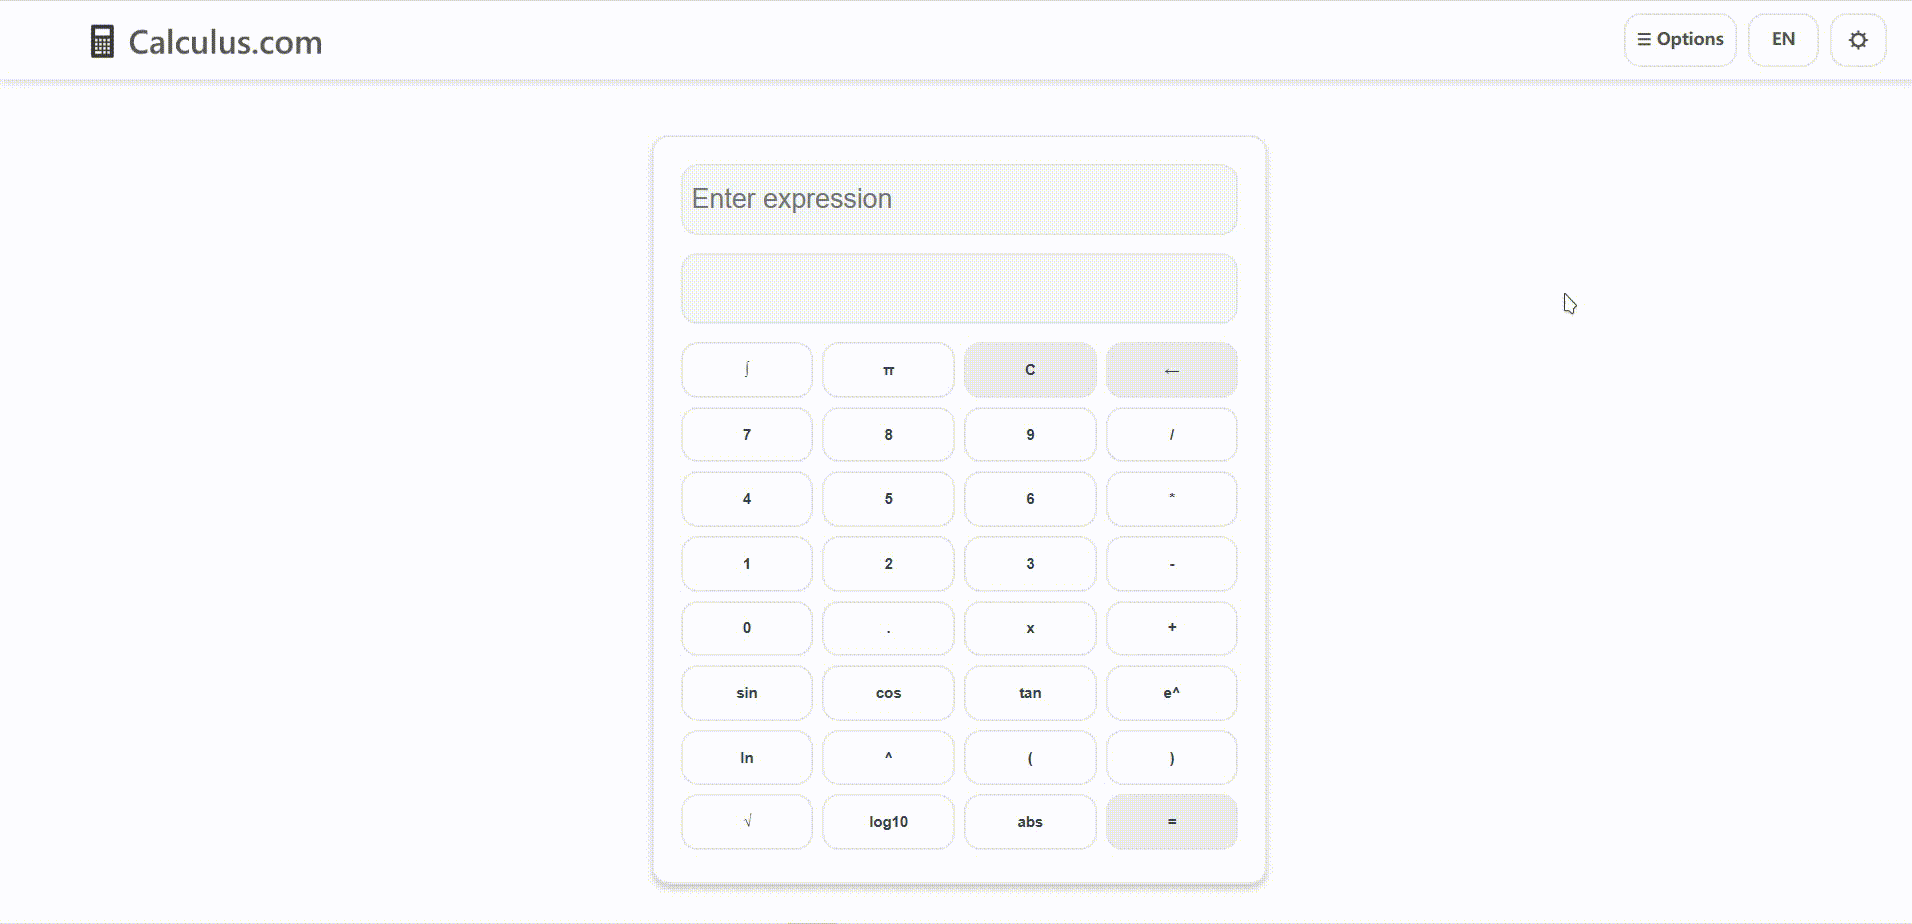 Calculus.com
☰ Options EN
Enter expression
∫ π C ←
7 8 9 /
4 5 6 *
1 2 3 -
0 . x +
sin cos tan e^
ln ^ ( )
√ log10 abs =